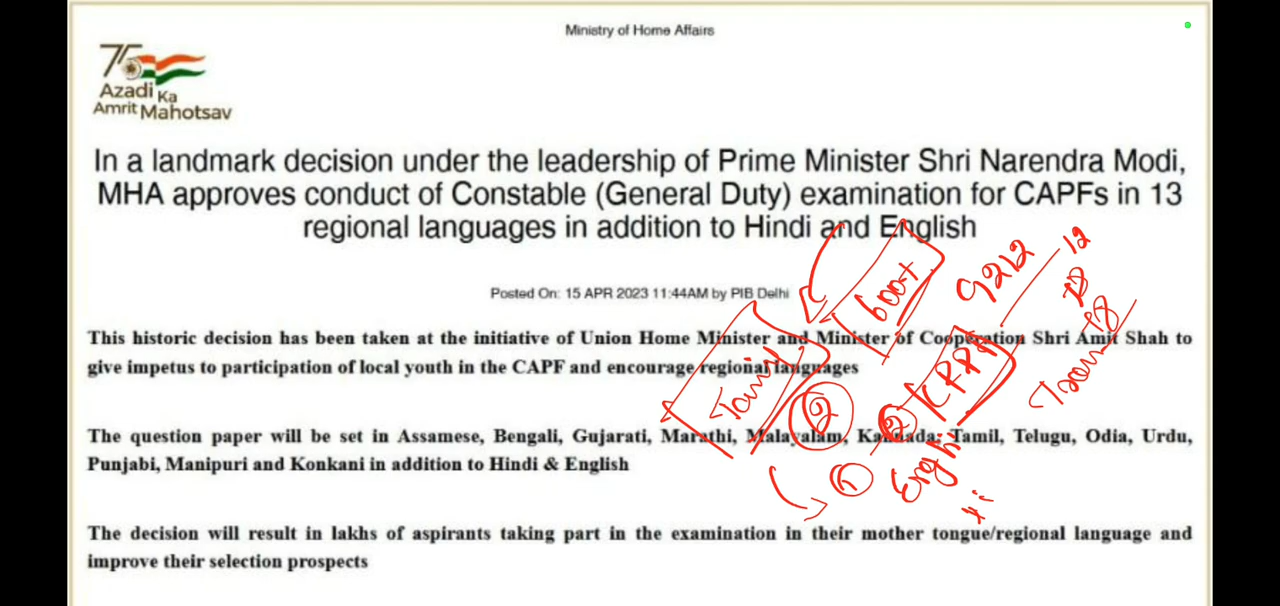 Ministry of Home Affairs
75
Azadi Ka
Amrit Mahotsav
In a landmark decision under the leadership of Prime Minister Shri Narendra Modi,
MHA approves conduct of Constable (General Duty) examination for CAPFs in 13
regional languages in addition to Hindi and English
Posted On: 15 APR 2023 11:44AM by PIB Delhi
600+
9212
12
18
This historic decision has been taken at the initiative of Union Home Minister and Minister of Cooperation Shri Amit Shah to
give impetus to participation of local youth in the CAPF and encourage regional languages
2
2
The question paper will be set in Assamese, Bengali, Gujarati, Marathi, Malayalam, Kannada, Tamil, Telugu, Odia, Urdu,
Punjabi, Manipuri and Konkani in addition to Hindi & English
The decision will result in lakhs of aspirants taking part in the examination in their mother tongue/regional language and
improve their selection prospects